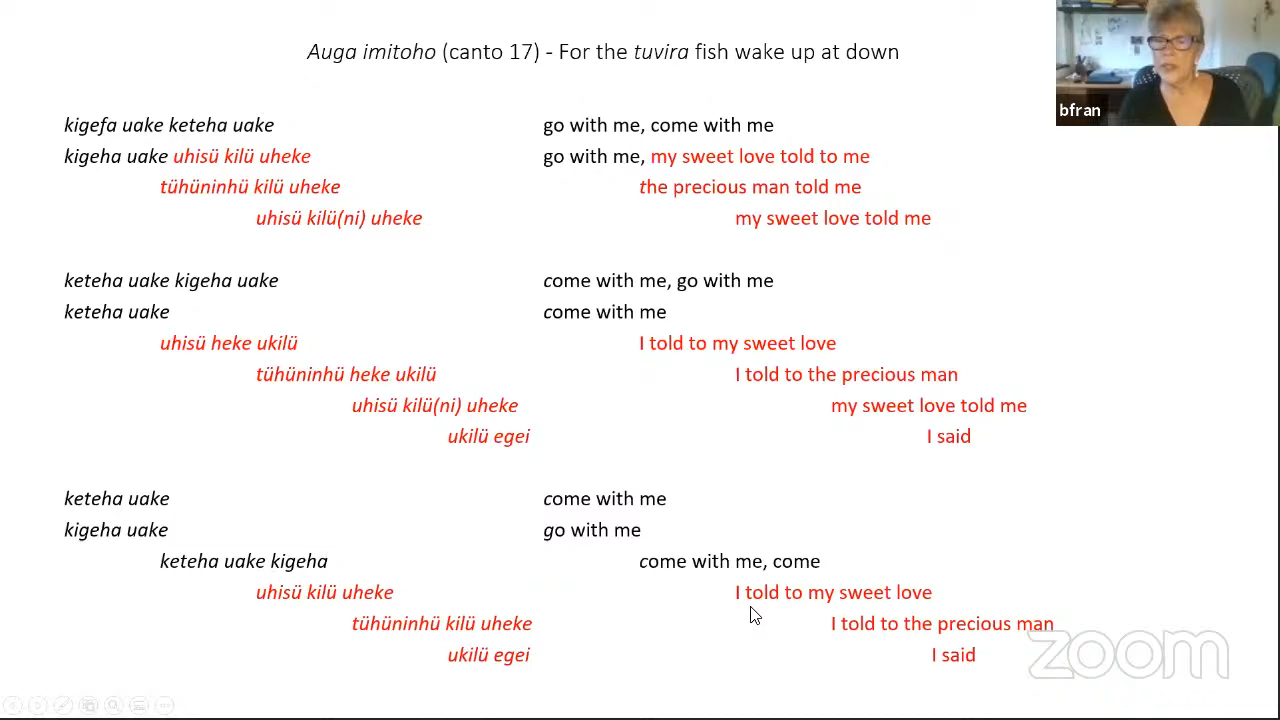 Auga imitoho (canto 17) - For the tuvira fish wake up at down
bfran
kigefa uake keteha uake go with me, come with me
kigeha uake uhisü kilü uheke go with me, my sweet love told to me
tühüninhü kilü uheke the precious man told me
uhisü kilü(ni) uheke my sweet love told me
keteha uake kigeha uake come with me, go with me
keteha uake come with me
uhisü heke ukilü I told to my sweet love
tühüninhü heke ukilü I told to the precious man
uhisü kilü(ni) uheke my sweet love told me
ukilü egei I said
keteha uake come with me
kigeha uake go with me
keteha uake kigeha come with me, come
uhisü kilü uheke I told to my sweet love
tühüninhü kilü uheke I told to the precious man
ukilü egei I said
zoom